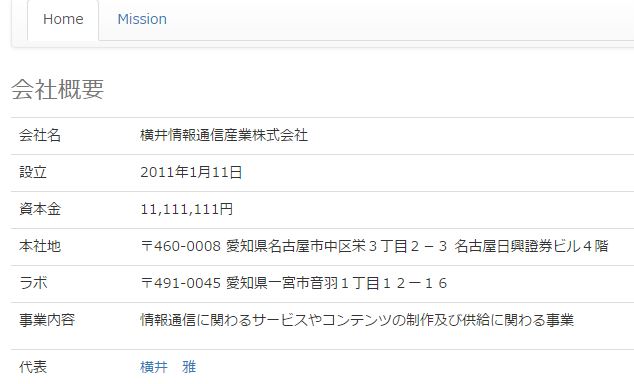 Home Mission
会社概要
会社名 横井情報通信産業株式会社
設立 2011年1月11日
資本金 11,111,111円
本社地 〒460-0008 愛知県名古屋市中区栄３丁目２－３ 名古屋日興證券ビル４階
ラボ 〒491-0045 愛知県一宮市音羽１丁目１２－１６
事業内容 情報通信に関わるサービスやコンテンツの制作及び供給に関わる事業
代表 横井　雅